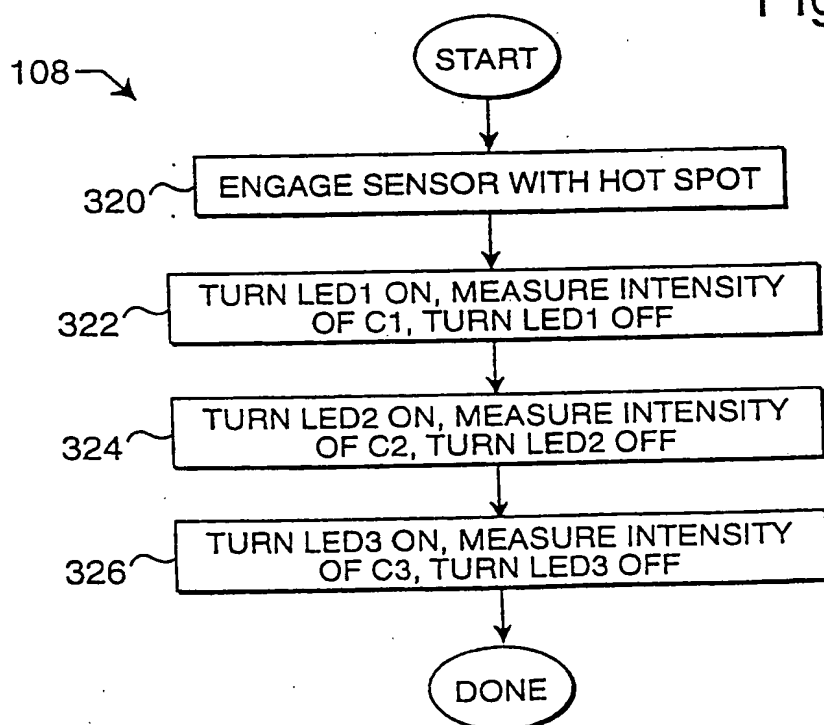 Fig
108
START
320
ENGAGE SENSOR WITH HOT SPOT
322
TURN LED1 ON, MEASURE INTENSITY
OF C1, TURN LED1 OFF
324
TURN LED2 ON, MEASURE INTENSITY
OF C2, TURN LED2 OFF
326
TURN LED3 ON, MEASURE INTENSITY
OF C3, TURN LED3 OFF
DONE